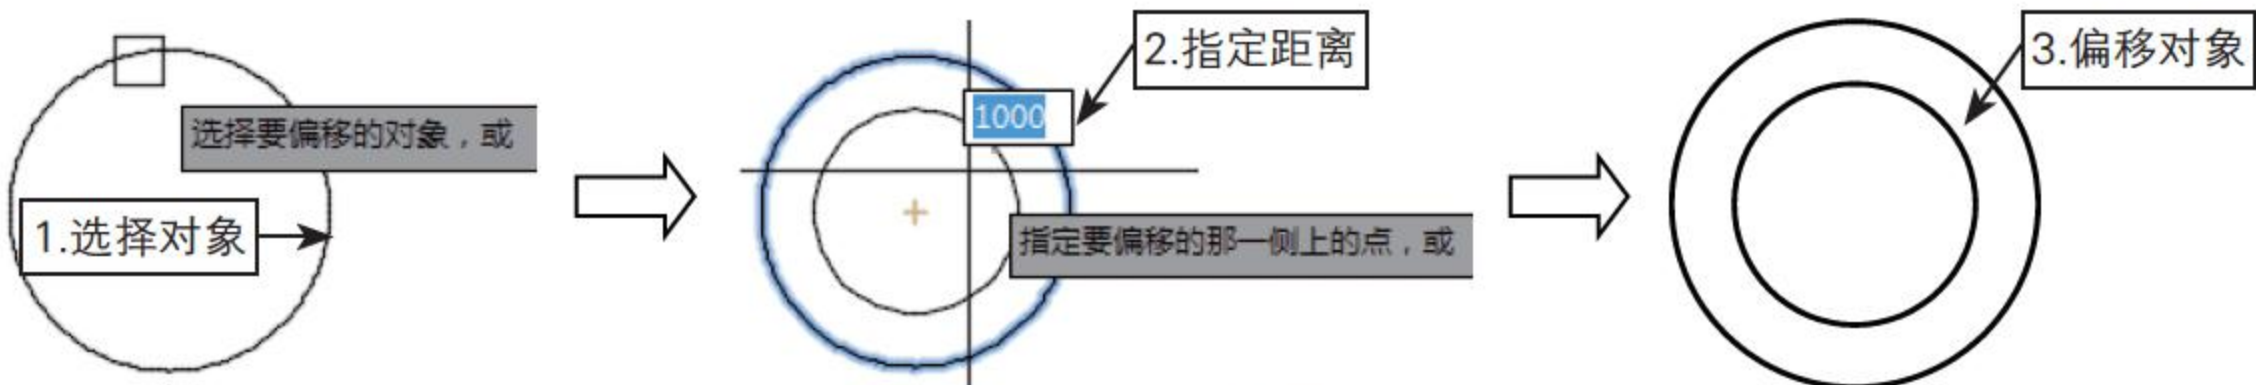 选择要偏移的对象，或
1.选择对象
2.指定距离
1000
指定要偏移的那一侧上的点，或
3.偏移对象